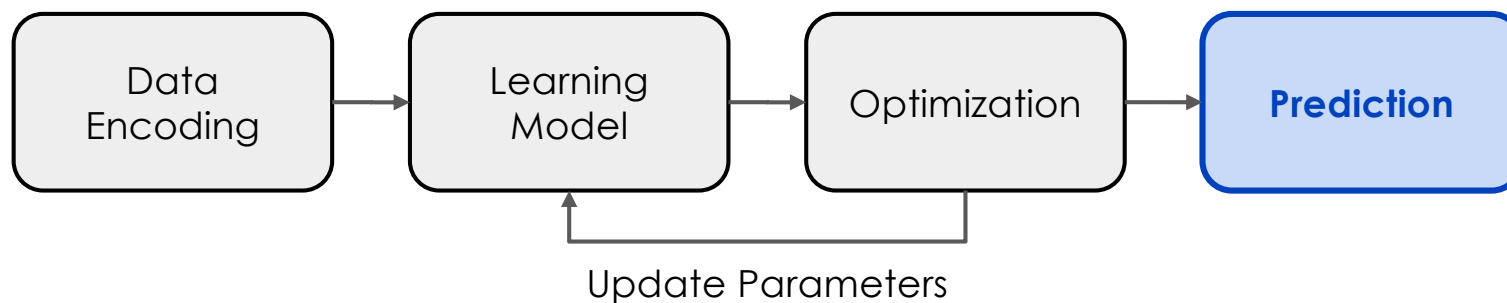 Data
Encoding
Learning
Model
Optimization
Prediction
Update Parameters